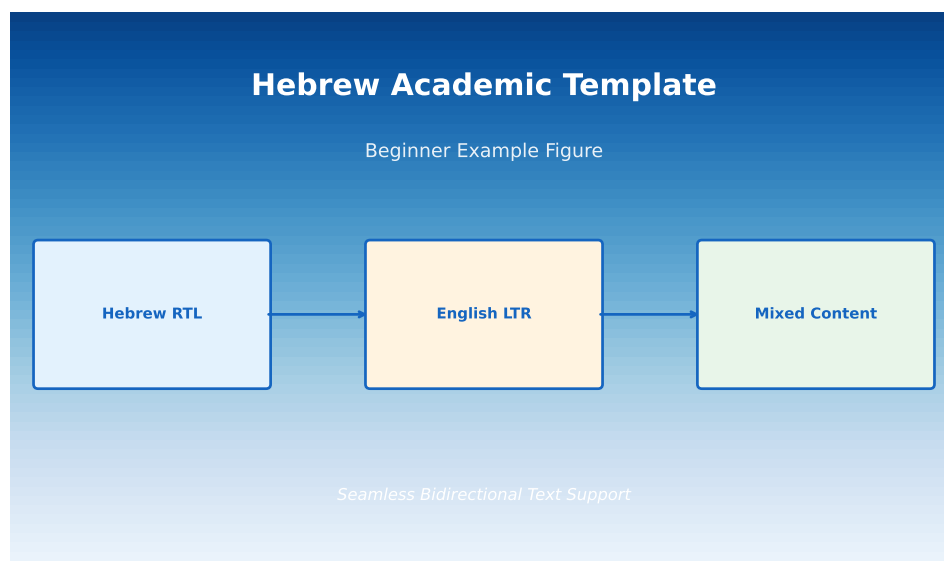 Hebrew Academic Template
Beginner Example Figure
Hebrew RTL
English LTR
Mixed Content
Seamless Bidirectional Text Support